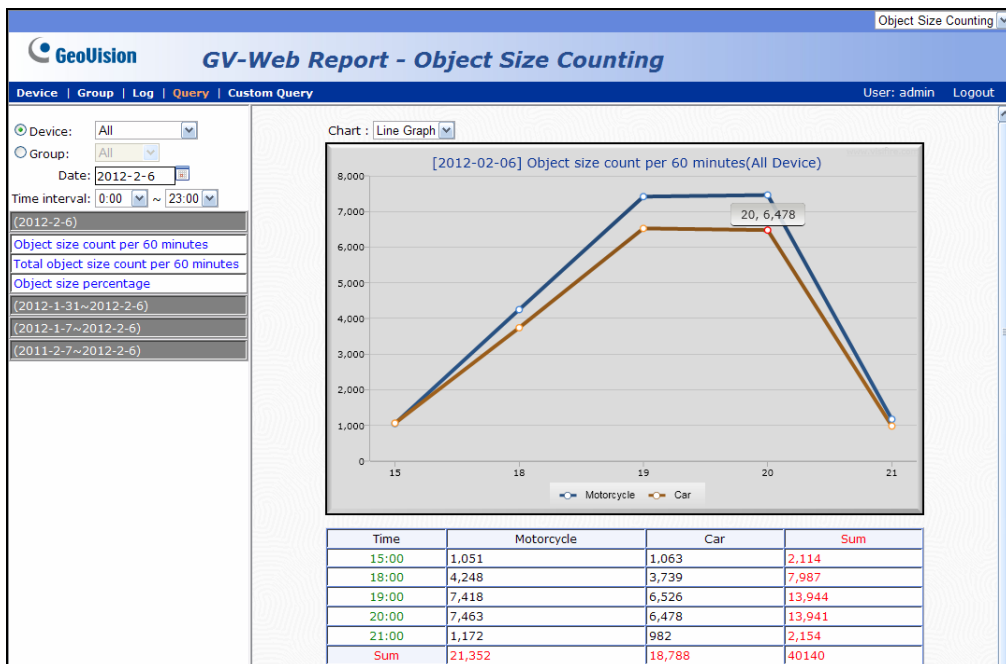 Object Size Counting
GeoVision
GV-Web Report - Object Size Counting
Device | Group | Log | Query | Custom Query
User: admin Logout
Device: All
Group: All
Date: 2012-2-6
Time interval: 0:00 ~ 23:00
(2012-2-6)
Object size count per 60 minutes
Total object size count per 60 minutes
Object size percentage
(2012-1-31~2012-2-6)
(2012-1-7~2012-2-6)
(2011-2-7~2012-2-6)
Chart : Line Graph
[2012-02-06] Object size count per 60 minutes(All Device)
8,000
7,000
6,000
5,000
4,000
3,000
2,000
1,000
0
20, 6,478
15 18 19 20 21
Motorcycle Car
Time Motorcycle Car Sum
15:00 1,051 1,063 2,114
18:00 4,248 3,739 7,987
19:00 7,418 6,526 13,944
20:00 7,463 6,478 13,941
21:00 1,172 982 2,154
Sum 21,352 18,788 40140